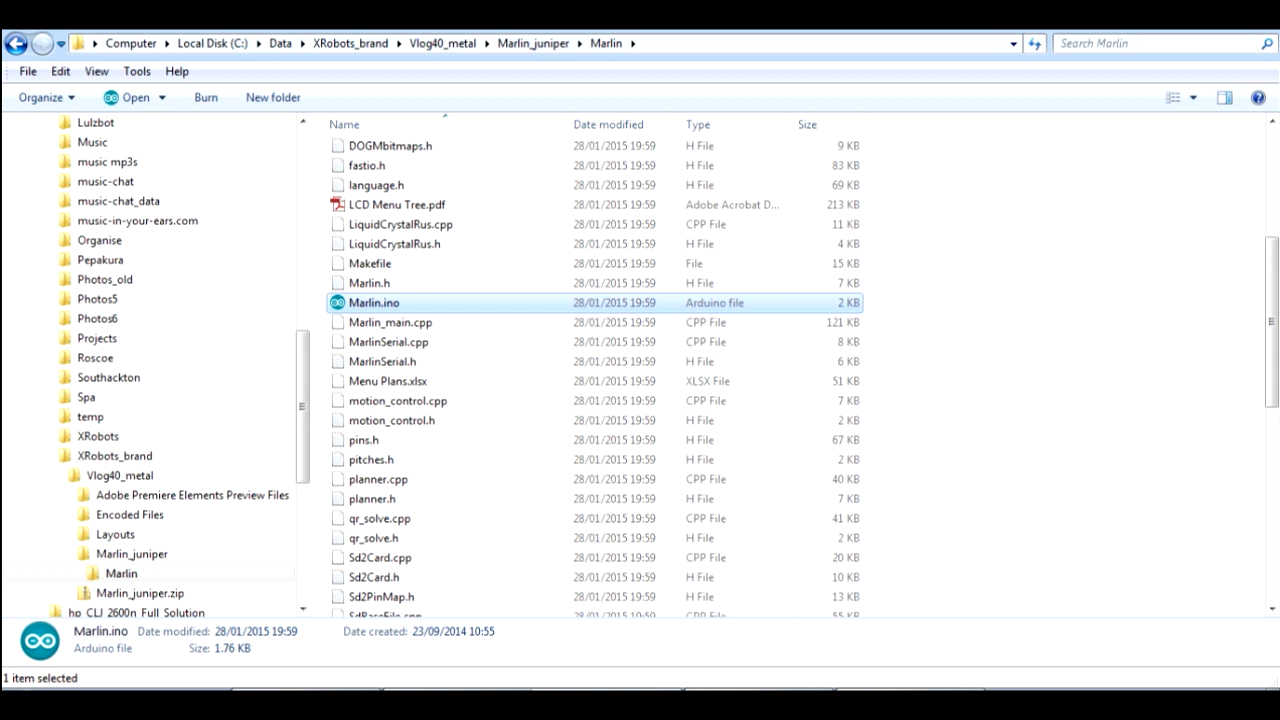 Computer Local Disk (C:) Data XRobots_brand Vlog40_metal Marlin_juniper Marlin Search Marlin
File Edit View Tools Help
Organize Open Burn New folder
Lulzbot
Music
music mp3s
music-chat
music-chat_data
music-in-your-ears.com
Organise
Pepakura
Photos_old
Photos5
Photos6
Projects
Roscoe
Southackton
Spa
temp
XRobots
XRobots_brand
Vlog40_metal
Adobe Premiere Elements Preview Files
Encoded Files
Layouts
Marlin_juniper
Marlin
Marlin_juniper.zip
hp_CLJ_2600n_Full_Solution
Name Date modified Type Size
DOGMbitmaps.h 28/01/2015 19:59 H File 9 KB
fastio.h 28/01/2015 19:59 H File 83 KB
language.h 28/01/2015 19:59 H File 69 KB
LCD Menu Tree.pdf 28/01/2015 19:59 Adobe Acrobat D... 213 KB
LiquidCrystalRus.cpp 28/01/2015 19:59 CPP File 11 KB
LiquidCrystalRus.h 28/01/2015 19:59 H File 4 KB
Makefile 28/01/2015 19:59 File 15 KB
Marlin.h 28/01/2015 19:59 H File 7 KB
Marlin.ino 28/01/2015 19:59 Arduino file 2 KB
Marlin_main.cpp 28/01/2015 19:59 CPP File 121 KB
MarlinSerial.cpp 28/01/2015 19:59 CPP File 8 KB
MarlinSerial.h 28/01/2015 19:59 H File 6 KB
Menu Plans.xlsx 28/01/2015 19:59 XLSX File 51 KB
motion_control.cpp 28/01/2015 19:59 CPP File 7 KB
motion_control.h 28/01/2015 19:59 H File 2 KB
pins.h 28/01/2015 19:59 H File 67 KB
pitches.h 28/01/2015 19:59 H File 2 KB
planner.cpp 28/01/2015 19:59 CPP File 40 KB
planner.h 28/01/2015 19:59 H File 7 KB
qr_solve.cpp 28/01/2015 19:59 CPP File 41 KB
qr_solve.h 28/01/2015 19:59 H File 2 KB
Sd2Card.cpp 28/01/2015 19:59 CPP File 20 KB
Sd2Card.h 28/01/2015 19:59 H File 10 KB
Sd2PinMap.h 28/01/2015 19:59 H File 13 KB
SdBaseFile.cpp 28/01/2015 19:59 CPP File 55 KB
Marlin.ino Date modified: 28/01/2015 19:59 Date created: 23/09/2014 10:55
Arduino file Size: 1.76 KB
1 item selected